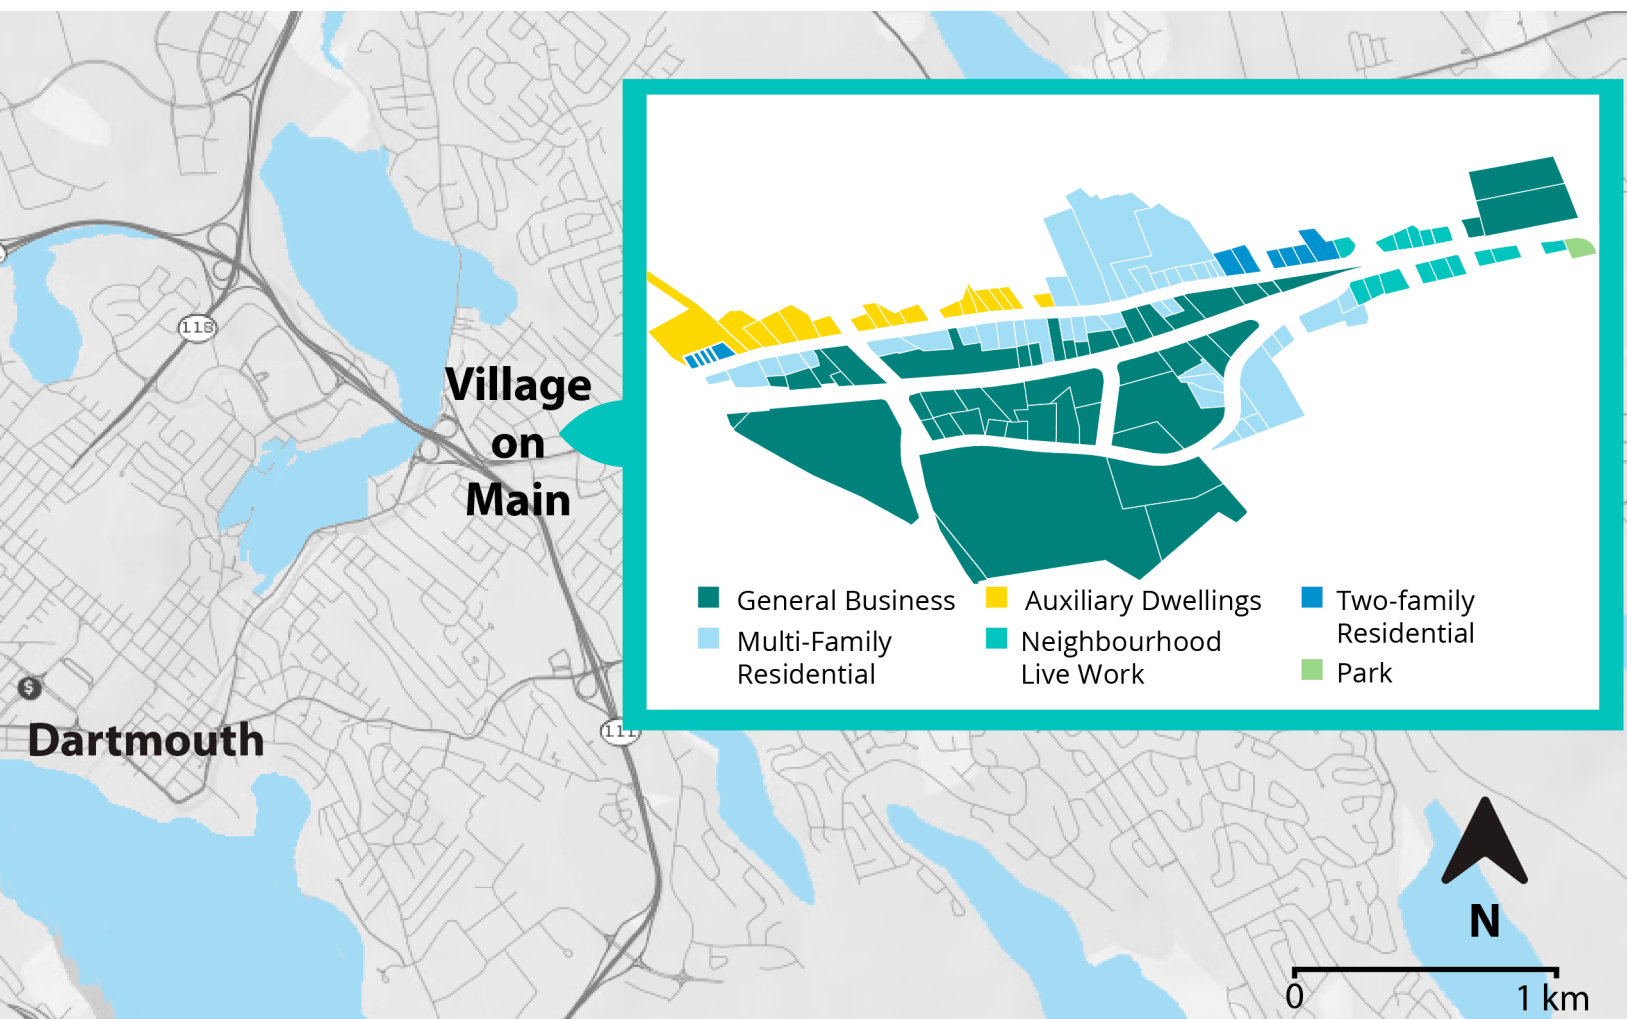 118
Village
on
Main
General Business
Auxiliary Dwellings
Two-family
Residential
Multi-Family
Residential
Neighbourhood
Live Work
Park
$
Dartmouth
111
N
0
1 km